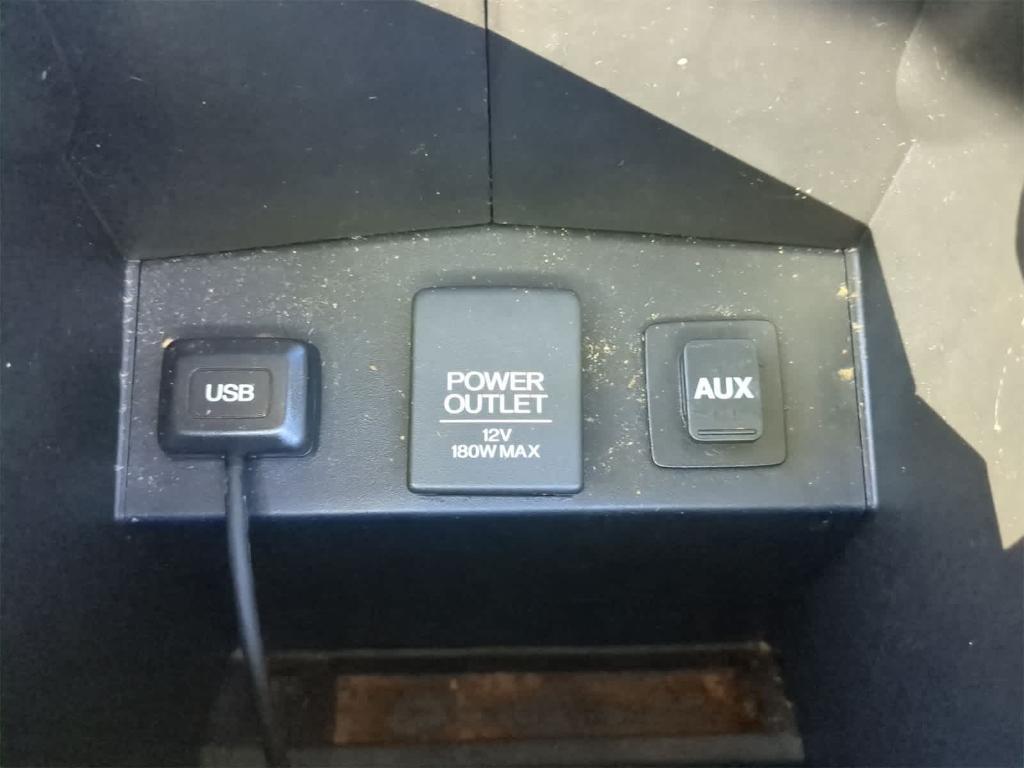 USB
POWER
OUTLET
12V
180W MAX
AUX